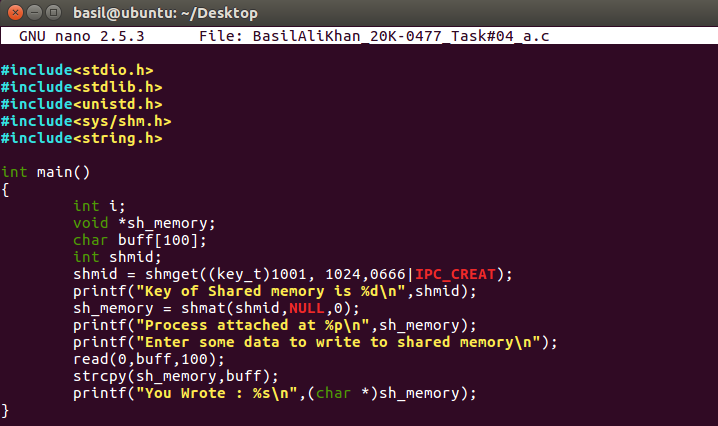 basil@ubuntu: ~/Desktop
GNU nano 2.5.3 File: BasilAliKhan_20K-0477_Task#04_a.c
#include<stdio.h>
#include<stdlib.h>
#include<unistd.h>
#include<sys/shm.h>
#include<string.h>
int main()
{
int i;
void *sh_memory;
char buff[100];
int shmid;
shmid = shmget((key_t)1001, 1024,0666|IPC_CREAT);
printf("Key of Shared memory is %d\n",shmid);
sh_memory = shmat(shmid,NULL,0);
printf("Process attached at %p\n",sh_memory);
printf("Enter some data to write to shared memory\n");
read(0,buff,100);
strcpy(sh_memory,buff);
printf("You Wrote : %s\n",(char *)sh_memory);
}